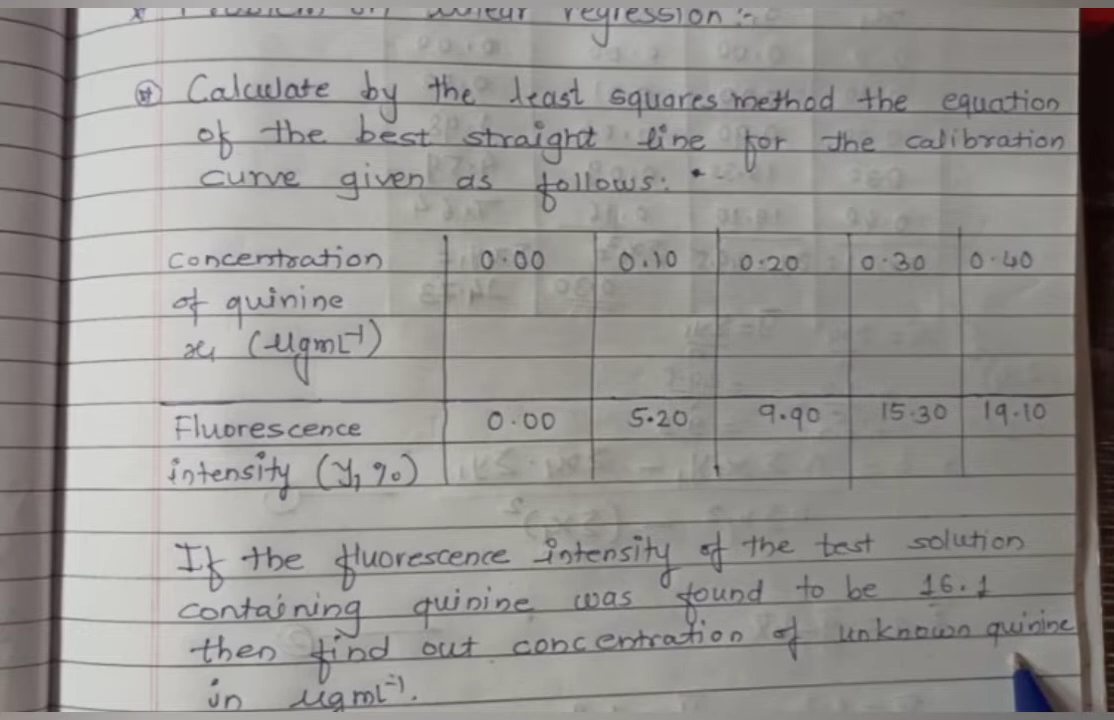 regression :-
Calculate by the least squares method the equation
of the best straight line for the calibration
curve given as follows:
concentration 0.00 0.10 0.20 0.30 0.40
of quinine
x, (µgmL⁻¹)
Fluorescence 0.00 5.20 9.90 15.30 19.10
intensity (y, %)
If the fluorescence intensity of the test solution
containing quinine was found to be 16.1
then find out concentration of unknown quinine
in µgmL⁻¹.